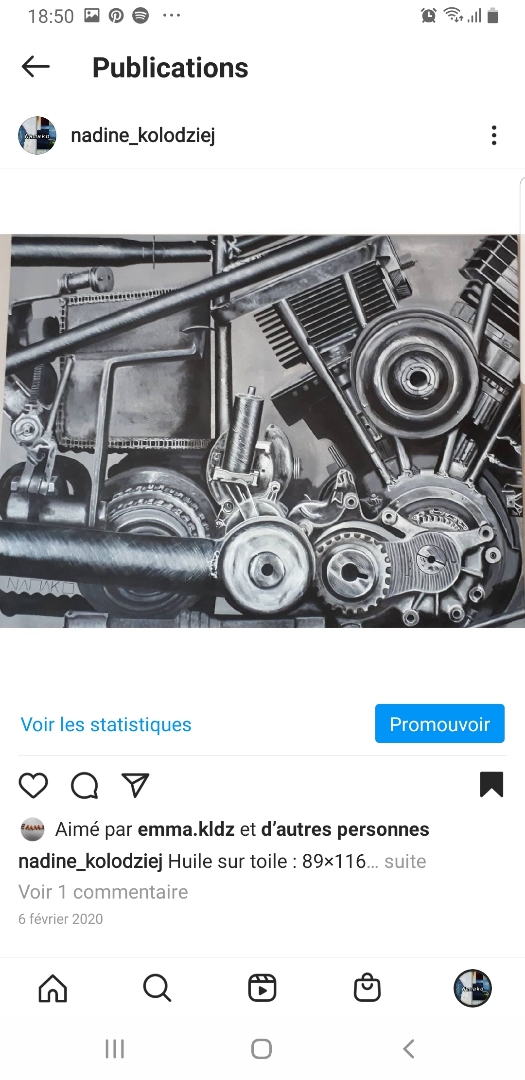 18:50
Publications
nadine_kolodziej
NAHAKO
Voir les statistiques
Promouvoir
Aimé par emma.kldz et d'autres personnes
nadine_kolodziej Huile sur toile : 89×116… suite
Voir 1 commentaire
6 février 2020